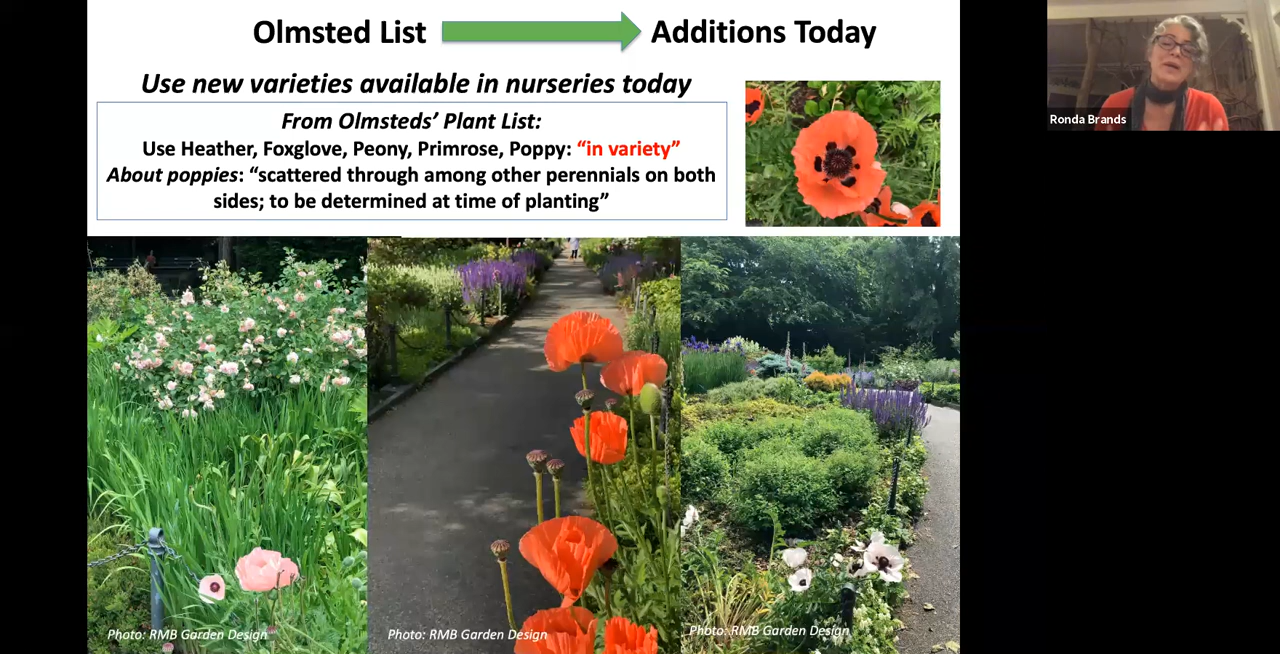 Olmsted List Additions Today
Use new varieties available in nurseries today
From Olmsteds’ Plant List:
Use Heather, Foxglove, Peony, Primrose, Poppy: “in variety”
About poppies: “scattered through among other perennials on both
sides; to be determined at time of planting”
Ronda Brands
Photo: RMB Garden Design
Photo: RMB Garden Design
Photo: RMB Garden Design